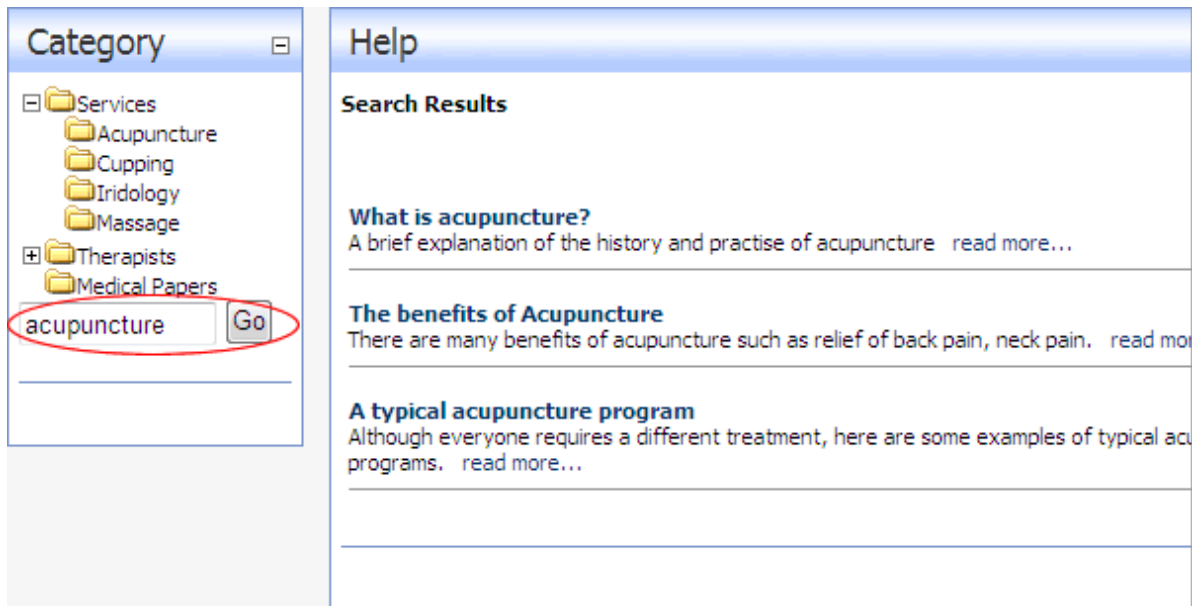 Category
Services
Acupuncture
Cupping
Iridology
Massage
Therapists
Medical Papers
acupuncture Go
Help
Search Results
What is acupuncture?
A brief explanation of the history and practise of acupuncture read more...
The benefits of Acupuncture
There are many benefits of acupuncture such as relief of back pain, neck pain. read
A typical acupuncture program
Although everyone requires a different treatment, here are some examples of typical
programs. read more...